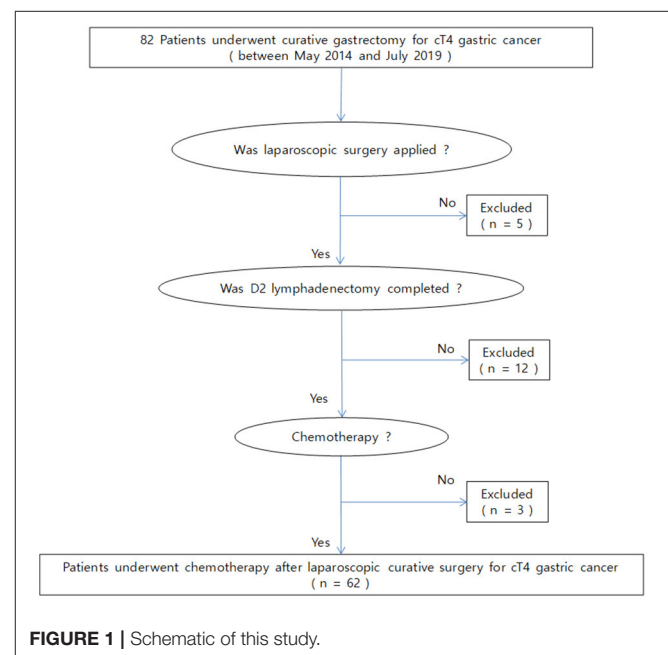 82 Patients underwent curative gastrectomy for cT4 gastric cancer
( between May 2014 and July 2019 )
Was laparoscopic surgery applied ?
No
Excluded
( n = 5 )
Yes
Was D2 lymphadenectomy completed ?
No
Excluded
( n = 12 )
Yes
Chemotherapy ?
No
Excluded
( n = 3 )
Yes
Patients underwent chemotherapy after laparoscopic curative surgery for cT4 gastric cancer
( n = 62 )
FIGURE 1 | Schematic of this study.